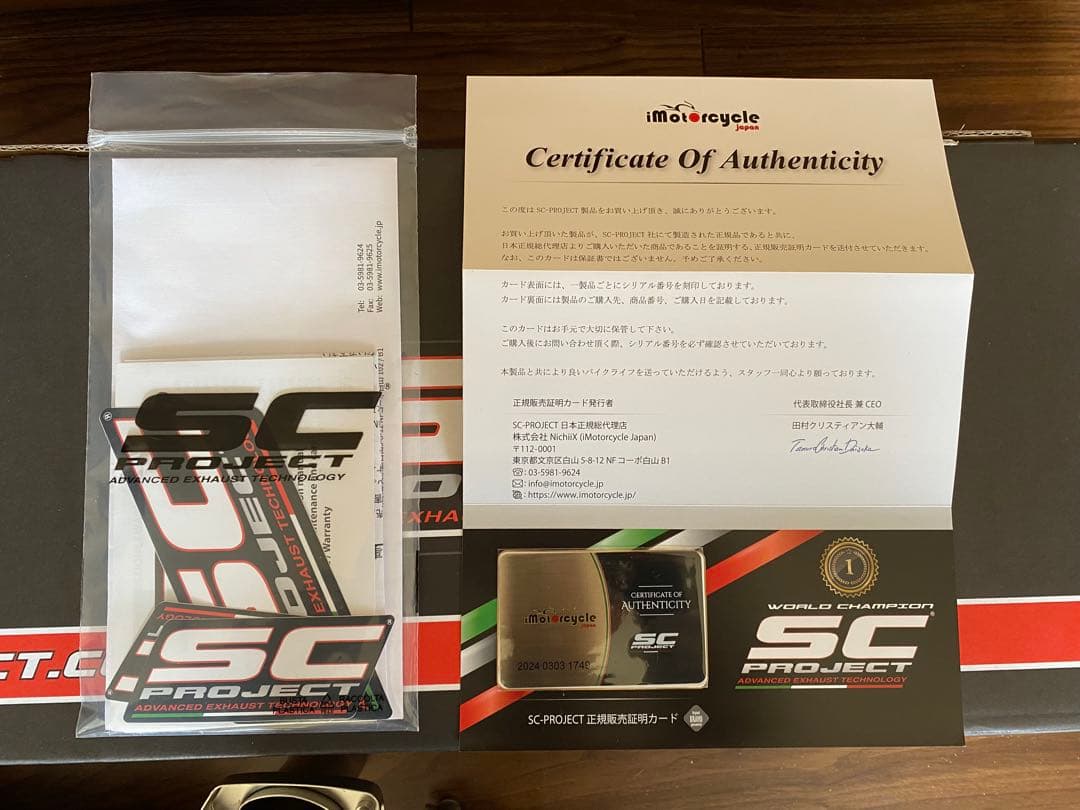 iMotorcycle
Japan
Certificate Of Authenticity
この度は SC-PROJECT 製品をお買い上げ頂き、誠にありがとうございます。
お買い上げ頂いた製品が、SC-PROJECT 社にて製造された正規品であると共に、
日本正規総代理店よりご購入いただいた商品であることを証明する、正規販売証明カードを送付させていただきます。
なお、このカードは保証書ではございません。予めご了承ください。
カード表面には、一製品ごとにシリアル番号を刻印しております。
カード裏面には製品のご購入先、商品番号、ご購入日を記載しております。
このカードはお手元で大切に保管して下さい。
ご購入後にお問い合わせ頂く際、シリアル番号を必ず確認させていただいております。
本製品と共により良いバイクライフを送っていただけるよう、スタッフ一同心より願っております。
正規販売証明カード発行者
SC-PROJECT 日本正規総代理店
株式会社 NichiiX (iMotorcycle Japan)
〒112-0001
東京都文京区白山 5-8-12 NF コーポ白山 B1
: 03-5981-9624
: info@imotorcycle.jp
: https://www.imotorcycle.jp/
代表取締役社長 兼 CEO
田村クリスティアン大輔
iMotorcycle
Japan
2024 0303 1749
CERTIFICATE OF
AUTHENTICITY
SC
PROJECT
SC-PROJECT 正規販売証明カード
1
WORLD CHAMPION
SC®
PROJECT
ADVANCED EXHAUST TECHNOLOGY
Tel: 03-5981-9624
Fax: 03-5981-9625
Web: www.imotorcycle.jp
SC®
PROJECT
ADVANCED EXHAUST TECHNOLOGY
EXHAUST TECHNOLOGY
Warranty
SC®
PROJECT
ADVANCED EXHAUST TECHNOLOGY
RACCOLTA
PLASTICA
CT.CO